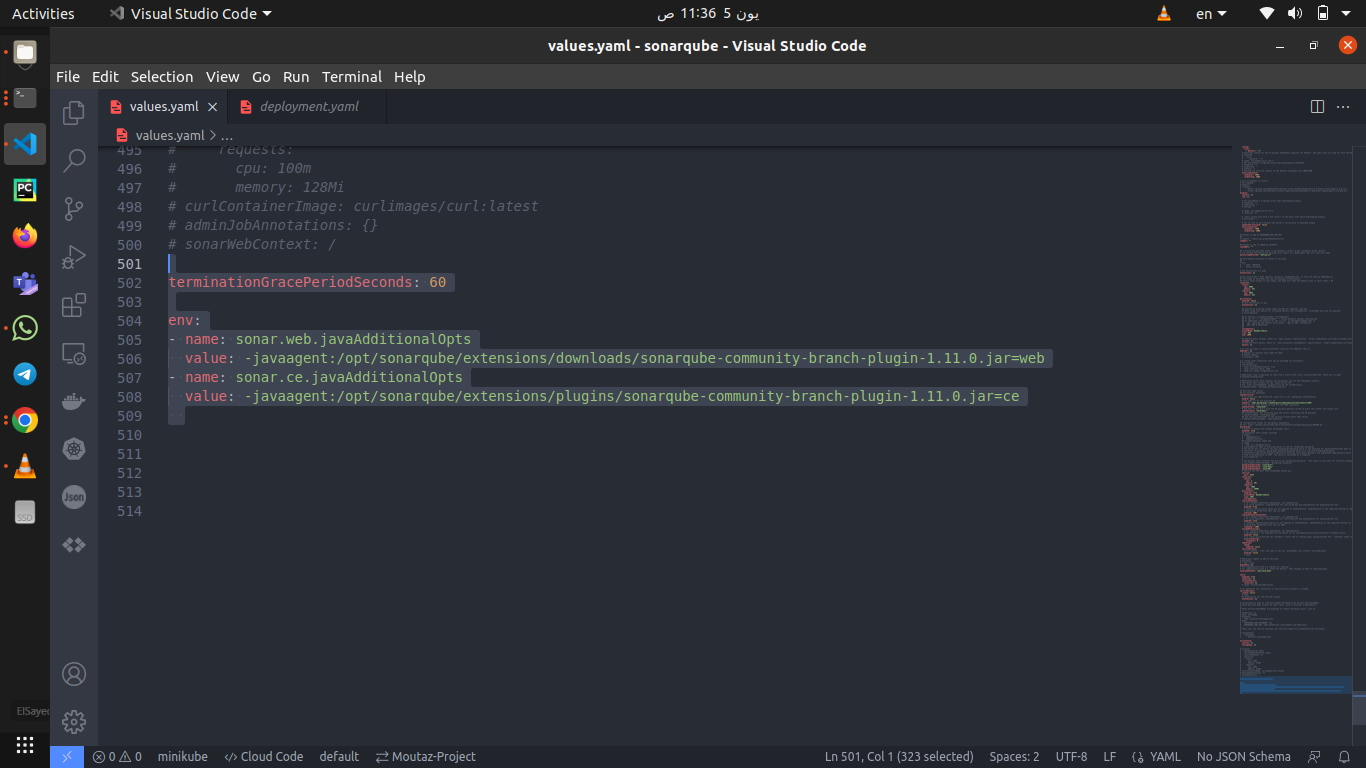 Activities
Visual Studio Code
يون 5 11:36 ص
en
values.yaml - sonarqube - Visual Studio Code
File Edit Selection View Go Run Terminal Help
values.yaml
deployment.yaml
values.yaml > ...
495 #     requests:
496 #       cpu: 100m
497 #       memory: 128Mi
498 # curlContainerImage: curlimages/curl:latest
499 # adminJobAnnotations: {}
500 # sonarWebContext: /
501
502 terminationGracePeriodSeconds: 60
503
504 env:
505 - name: sonar.web.javaAdditionalOpts
506   value: -javaagent:/opt/sonarqube/extensions/downloads/sonarqube-community-branch-plugin-1.11.0.jar=web
507 - name: sonar.ce.javaAdditionalOpts
508   value: -javaagent:/opt/sonarqube/extensions/plugins/sonarqube-community-branch-plugin-1.11.0.jar=ce
509
510
511
512
513
514
PC
Json
SSD
ElSayed
0 0 minikube Cloud Code default Moutaz-Project Ln 501, Col 1 (323 selected) Spaces: 2 UTF-8 LF YAML No JSON Schema